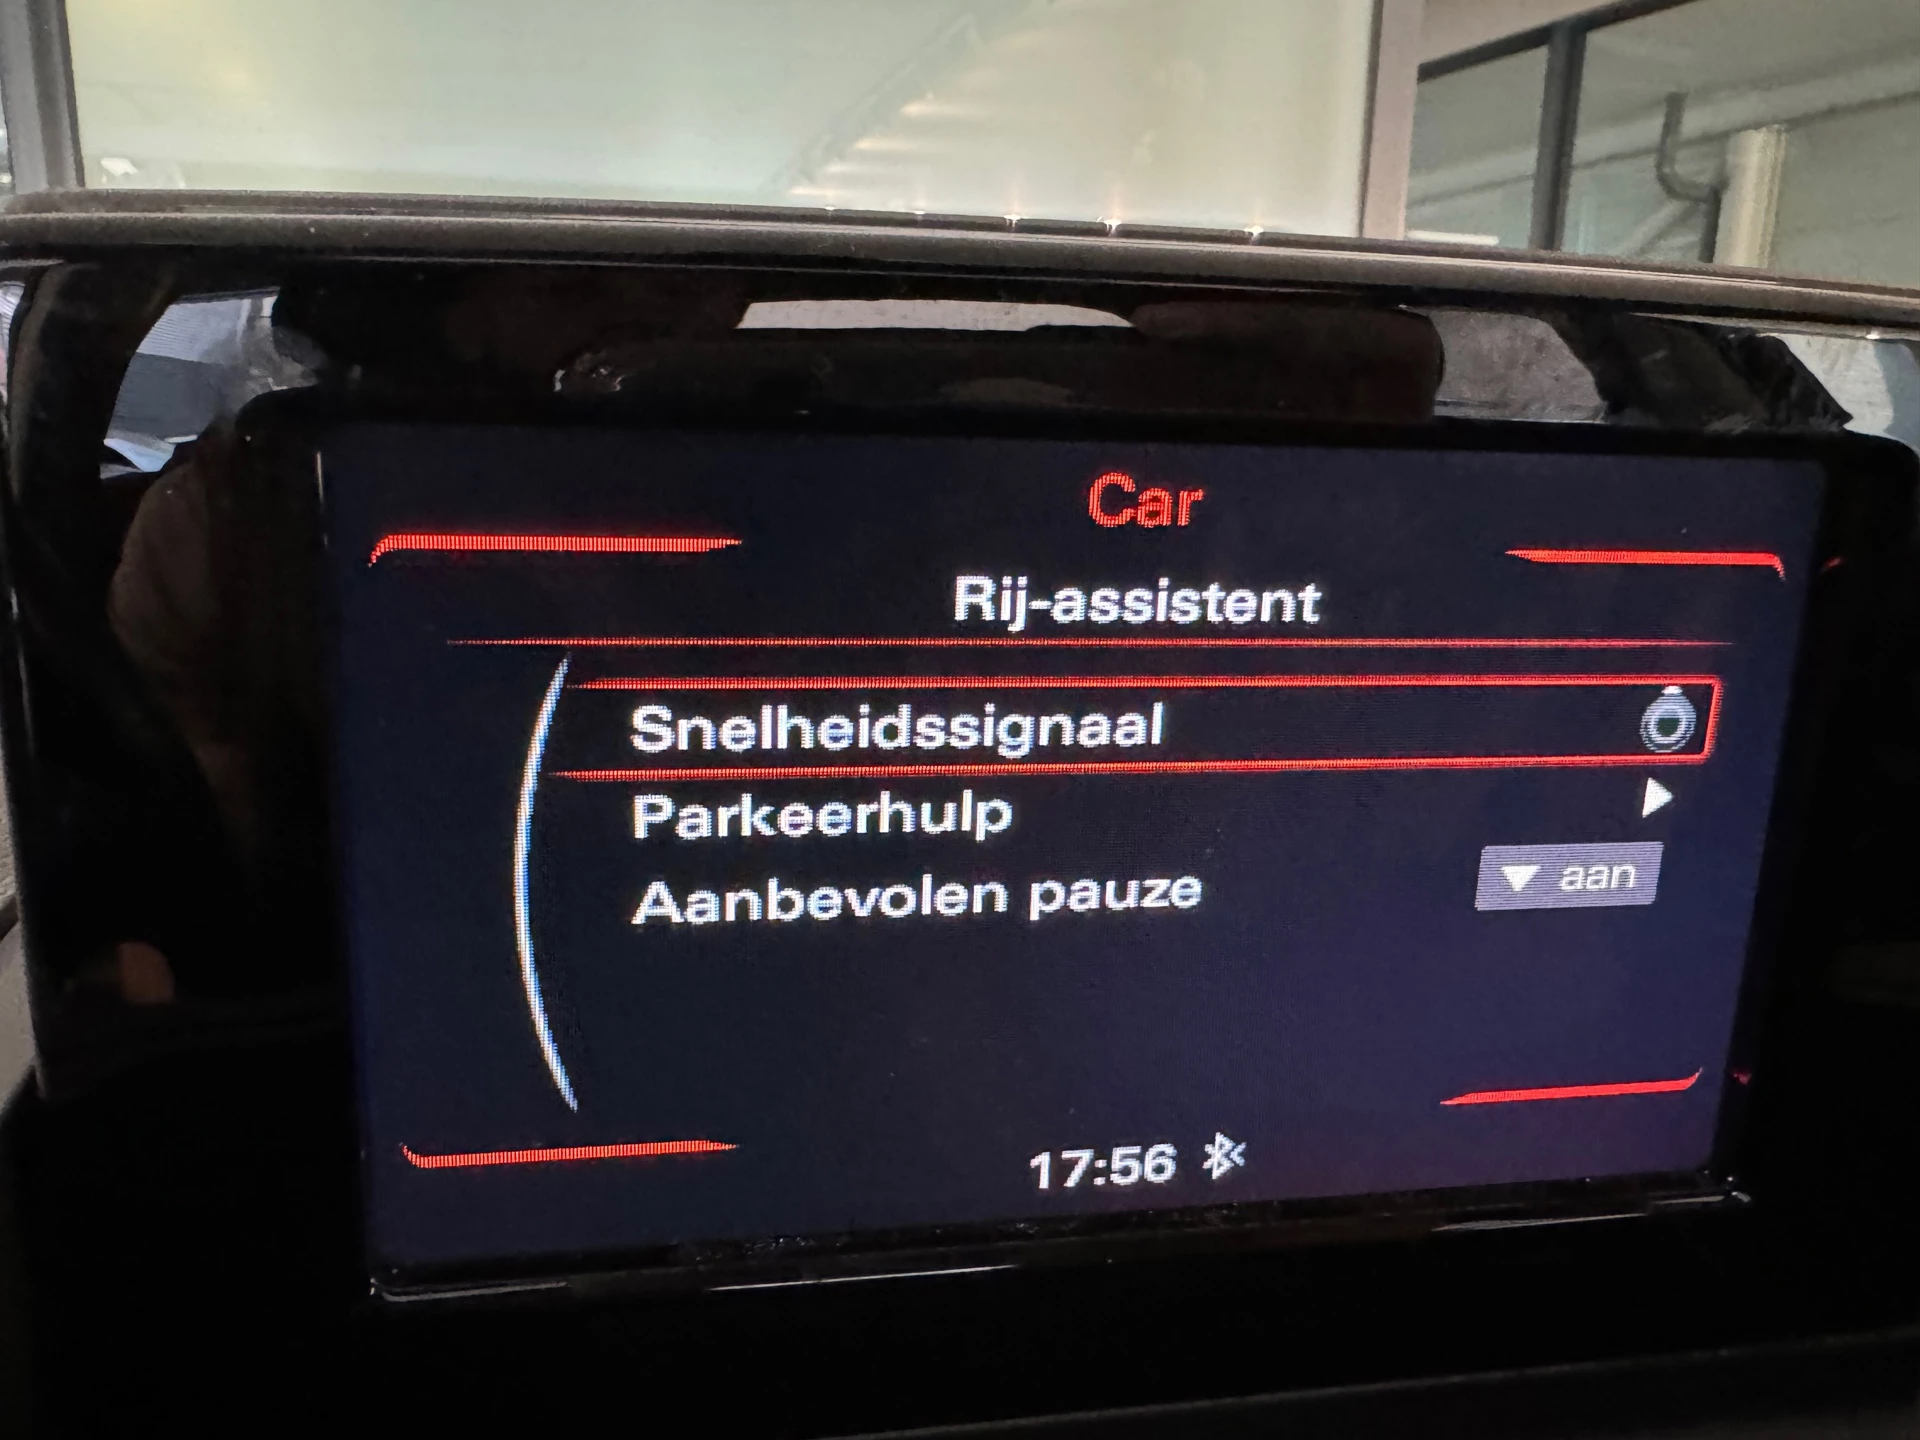 Car
Rij-assistent
Snelheidssignaal
Parkeerhulp
Aanbevolen pauze aan
17:56